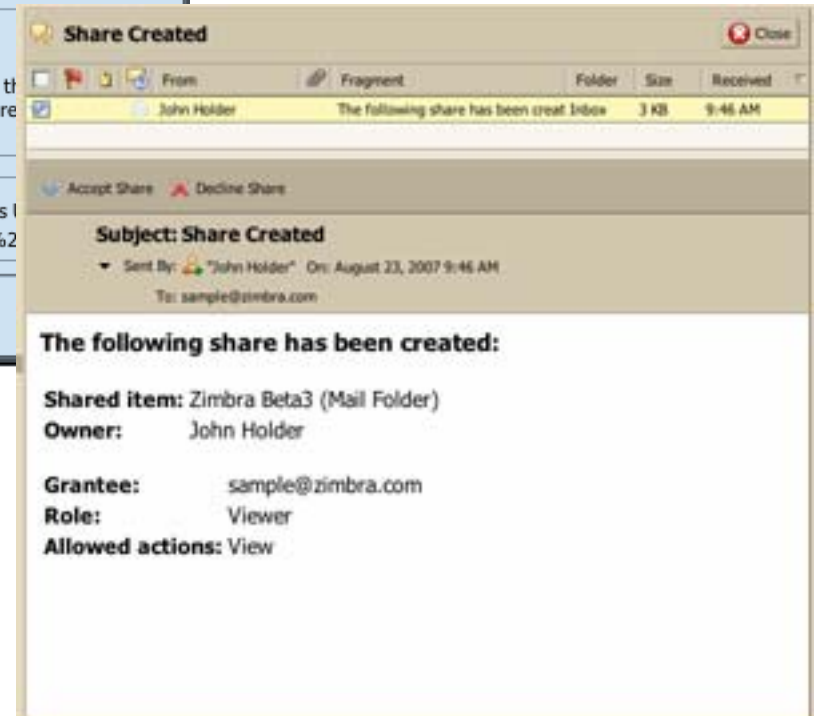 th
re
s
%2
Share Created
Close
From Fragment Folder Size Received
John Holder The following share has been creat Inbox 3 KB 9:46 AM
Accept Share Decline Share
Subject: Share Created
Sent By: "John Holder" On: August 23, 2007 9:46 AM
To: sample@zimbra.com
The following share has been created:
Shared item: Zimbra Beta3 (Mail Folder)
Owner: John Holder
Grantee: sample@zimbra.com
Role: Viewer
Allowed actions: View